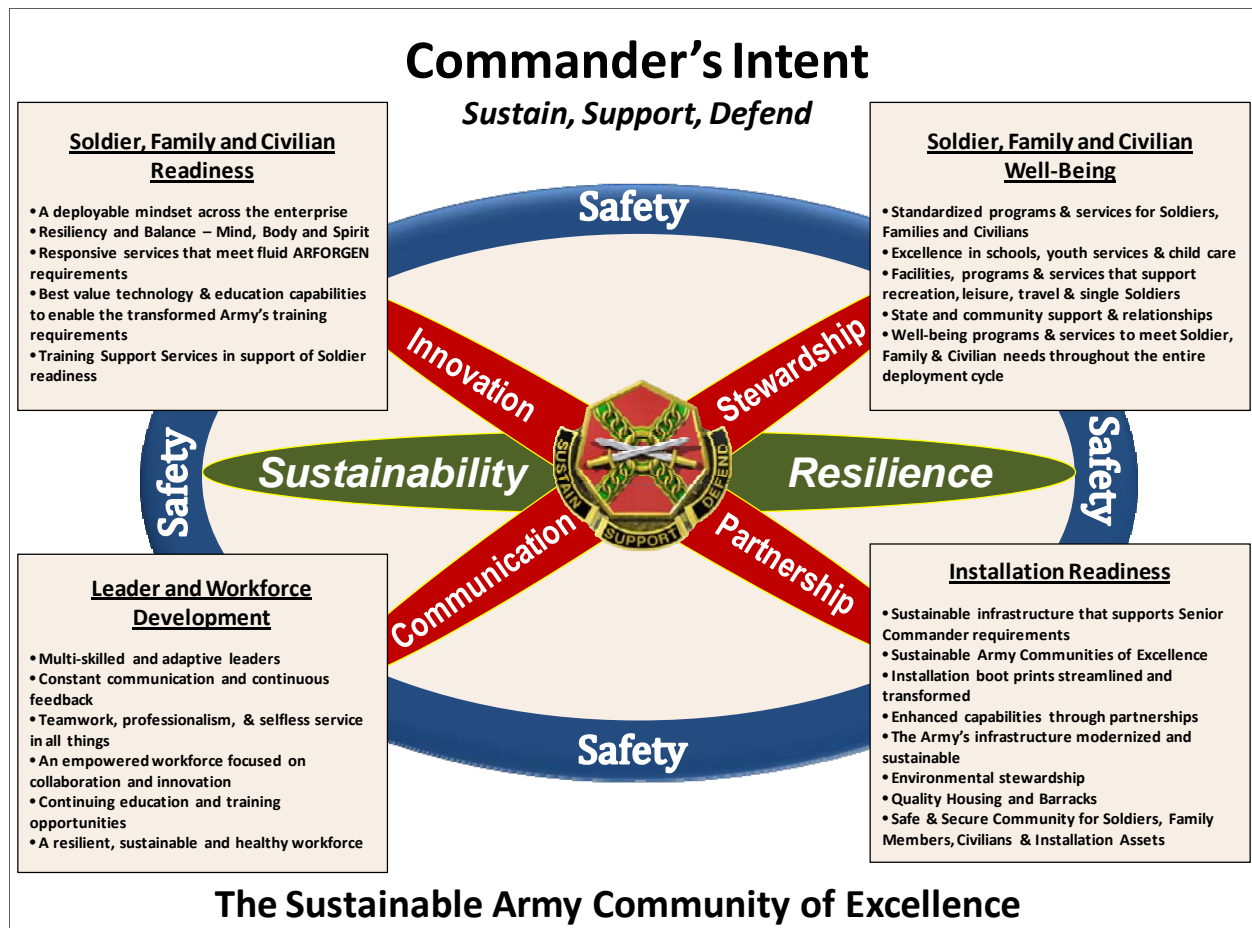 Commander's Intent
Sustain, Support, Defend
Soldier, Family and Civilian
Readiness
• A deployable mindset across the enterprise
• Resiliency and Balance – Mind, Body and Spirit
• Responsive services that meet fluid ARFORGEN
requirements
• Best value technology & education capabilities
to enable the transformed Army's training
requirements
• Training Support Services in support of Soldier
readiness
Soldier, Family and Civilian
Well-Being
• Standardized programs & services for Soldiers,
Families and Civilians
• Excellence in schools, youth services & child care
• Facilities, programs & services that support
recreation, leisure, travel & single Soldiers
• State and community support & relationships
• Well-being programs & services to meet Soldier,
Family & Civilian needs throughout the entire
deployment cycle
Safety
Innovation
Stewardship
Safety
Sustainability
SUSTAIN
SUPPORT
DEFEND
Resilience
Safety
Communication
Partnership
Leader and Workforce
Development
• Multi-skilled and adaptive leaders
• Constant communication and continuous
feedback
• Teamwork, professionalism, & selfless service
in all things
• An empowered workforce focused on
collaboration and innovation
• Continuing education and training
opportunities
• A resilient, sustainable and healthy workforce
Installation Readiness
• Sustainable infrastructure that supports Senior
Commander requirements
• Sustainable Army Communities of Excellence
• Installation boot prints streamlined and
transformed
• Enhanced capabilities through partnerships
• The Army's infrastructure modernized and
sustainable
• Environmental stewardship
• Quality Housing and Barracks
• Safe & Secure Community for Soldiers, Family
Members, Civilians & Installation Assets
Safety
The Sustainable Army Community of Excellence